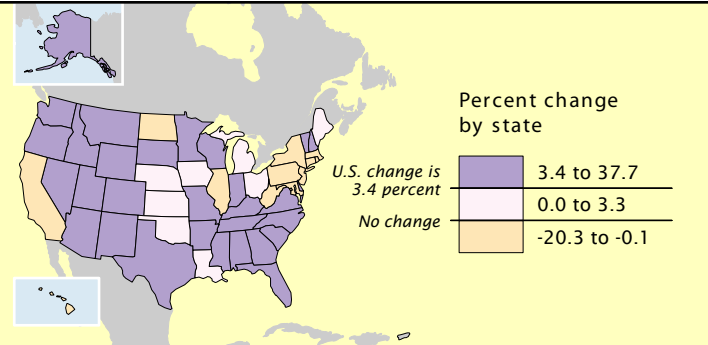 Percent change
by state
U.S. change is
3.4 percent
3.4 to 37.7
0.0 to 3.3
No change
-20.3 to -0.1